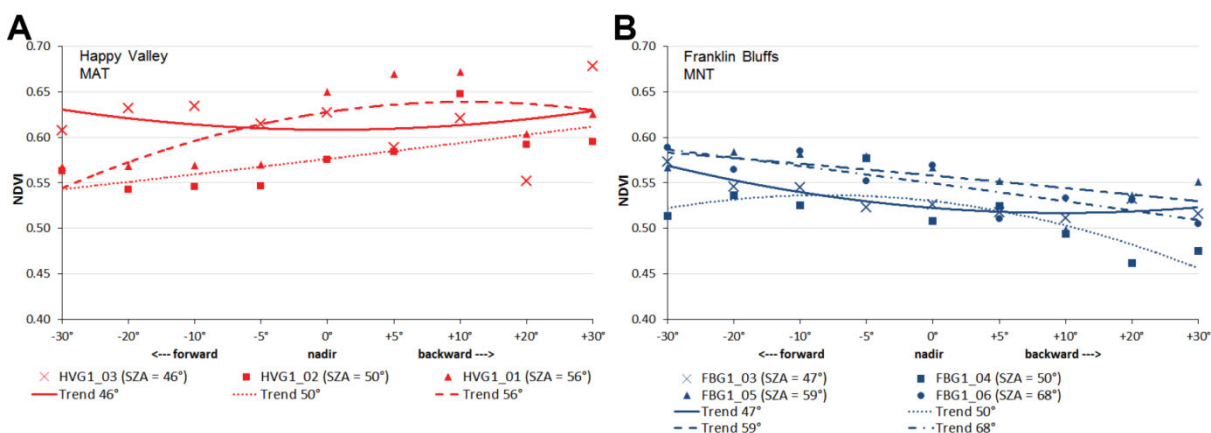 A
Happy Valley
MAT
NDVI
0.70
0.65
0.60
0.55
0.50
0.45
0.40
-30° -20° -10° -5° 0° +5° +10° +20° +30°
<--- forward nadir backward --->
HVG1_03 (SZA = 46°) HVG1_02 (SZA = 50°) HVG1_01 (SZA = 56°)
Trend 46° Trend 50° Trend 56°
B
Franklin Bluffs
MNT
NDVI
0.70
0.65
0.60
0.55
0.50
0.45
0.40
-30° -20° -10° -5° 0° +5° +10° +20° +30°
<--- forward nadir backward --->
FBG1_03 (SZA = 47°) FBG1_04 (SZA = 50°)
FBG1_05 (SZA = 59°) FBG1_06 (SZA = 68°)
Trend 47° Trend 50°
Trend 59° Trend 68°